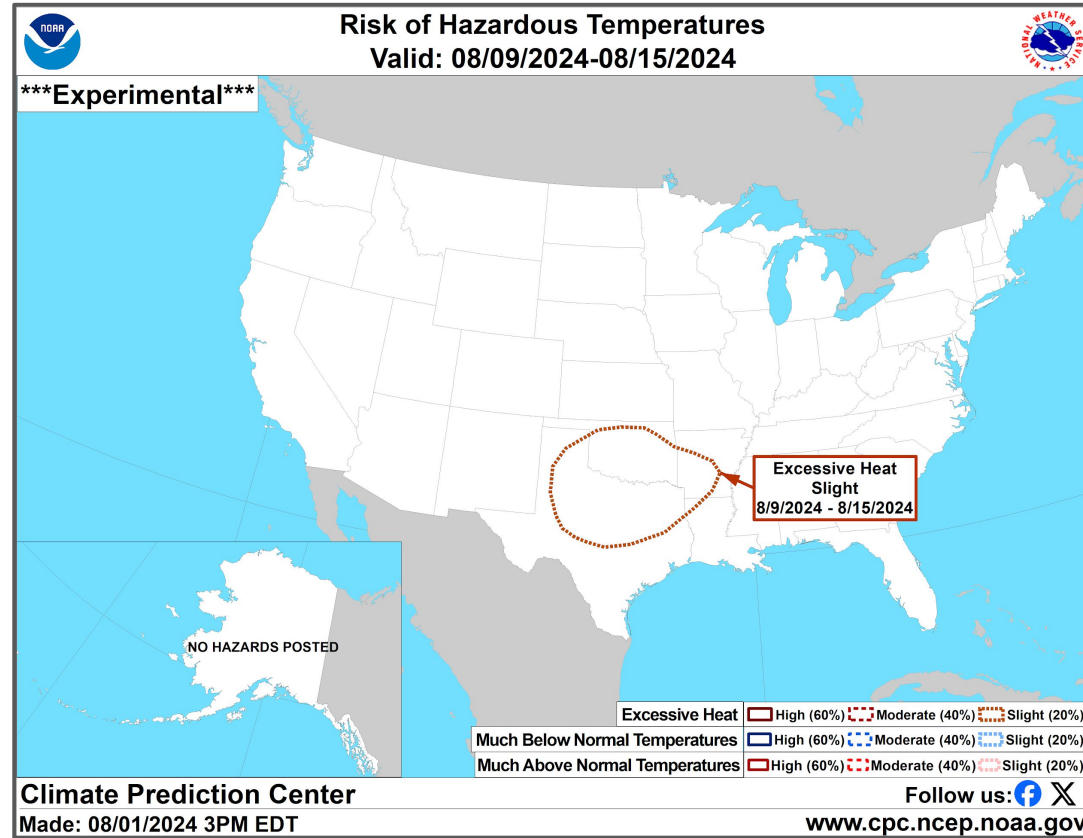 NOAA
Risk of Hazardous Temperatures
Valid: 08/09/2024-08/15/2024
NATIONAL WEATHER SERVICE
***Experimental***
Excessive Heat
Slight
8/9/2024 - 8/15/2024
NO HAZARDS POSTED
Excessive Heat High (60%) Moderate (40%) Slight (20%)
Much Below Normal Temperatures High (60%) Moderate (40%) Slight (20%)
Much Above Normal Temperatures High (60%) Moderate (40%) Slight (20%)
Climate Prediction Center
Follow us:
Made: 08/01/2024 3PM EDT
www.cpc.ncep.noaa.gov